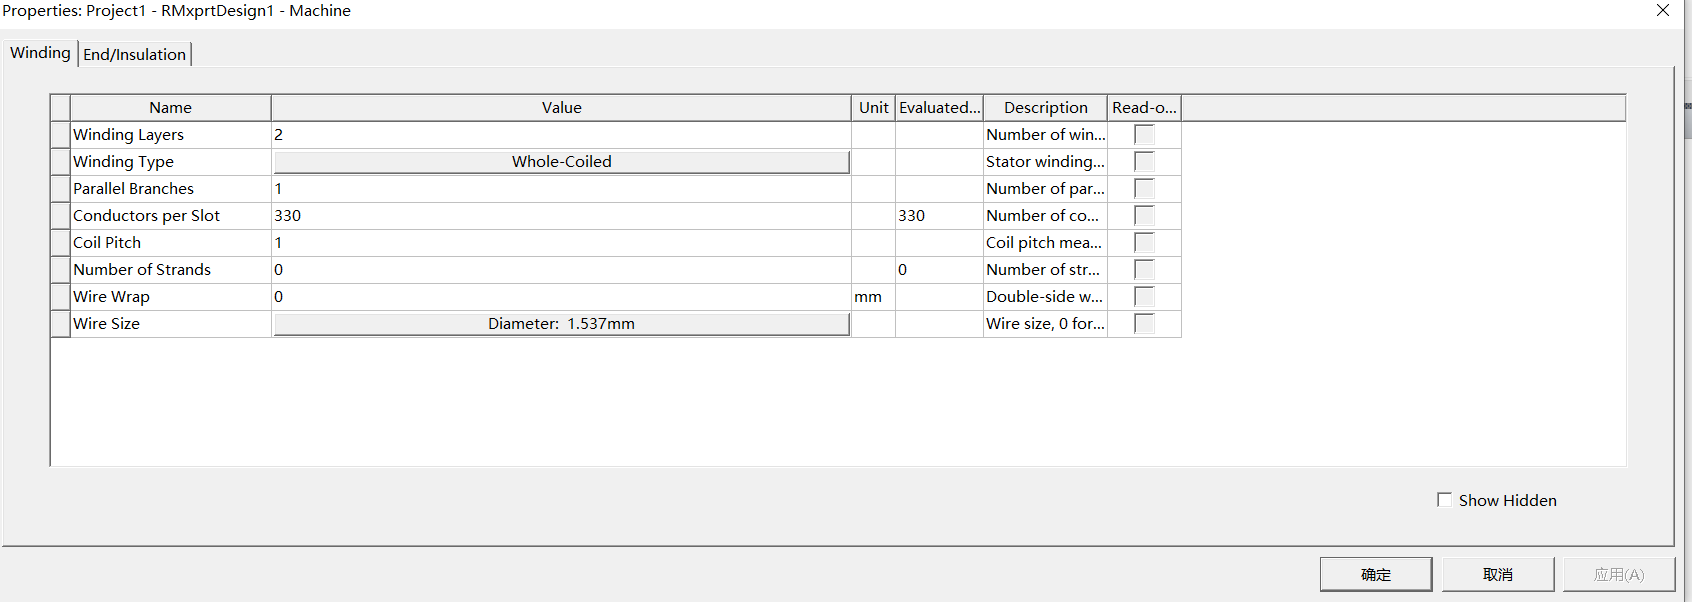 Properties: Project1 - RMxprtDesign1 - Machine
Winding End/Insulation
Name Value Unit Evaluated... Description Read-o...
Winding Layers 2 Number of win...
Winding Type Whole-Coiled Stator winding...
Parallel Branches 1 Number of par...
Conductors per Slot 330 330 Number of co...
Coil Pitch 1 Coil pitch mea...
Number of Strands 0 0 Number of str...
Wire Wrap 0 mm Double-side w...
Wire Size Diameter: 1.537mm Wire size, 0 for...
Show Hidden
确定 取消 应用(A)